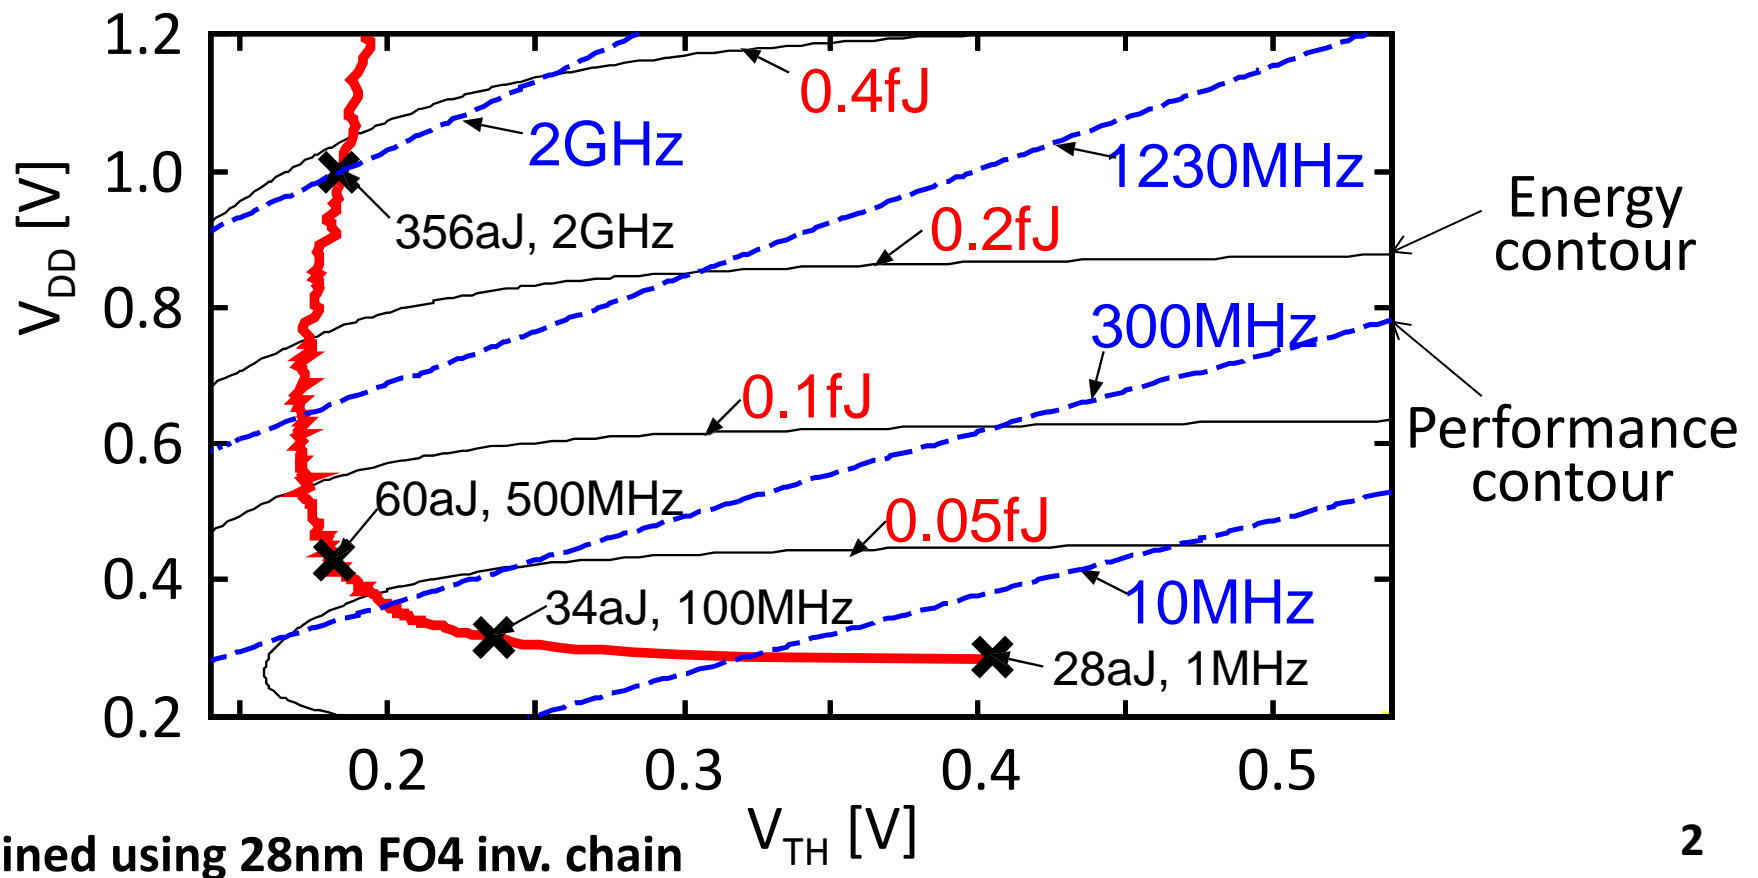 1.2
1.0
0.8
0.6
0.4
0.2
V_DD [V]
0.4fJ
2GHz
1230MHz
356aJ, 2GHz
0.2fJ
Energy
contour
300MHz
0.1fJ
Performance
contour
60aJ, 500MHz
0.05fJ
10MHz
34aJ, 100MHz
28aJ, 1MHz
0.2
0.3
0.4
0.5
V_TH [V]
ined using 28nm FO4 inv. chain
2